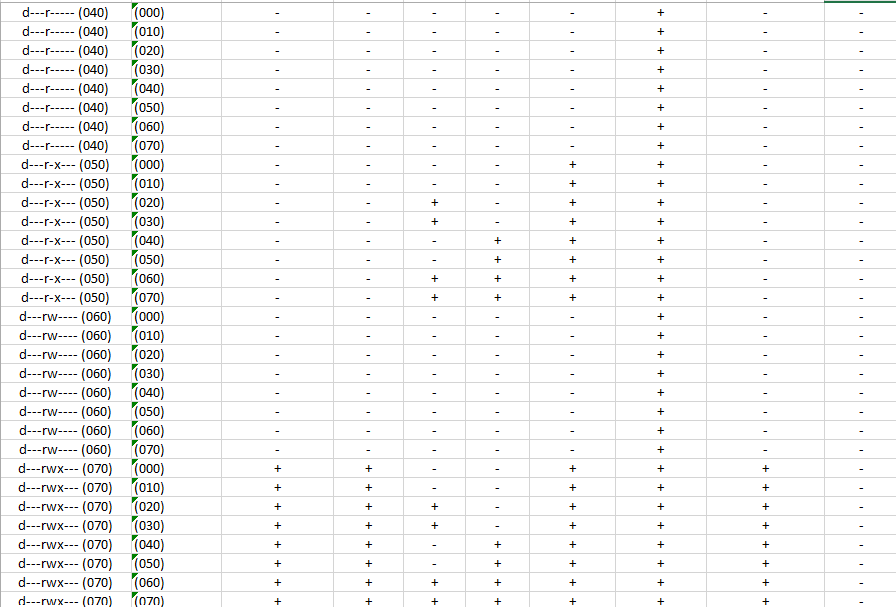 d---r----- (040) (000) - - - - - + - -
d---r----- (040) (010) - - - - - + - -
d---r----- (040) (020) - - - - - + - -
d---r----- (040) (030) - - - - - + - -
d---r----- (040) (040) - - - - - + - -
d---r----- (040) (050) - - - - - + - -
d---r----- (040) (060) - - - - - + - -
d---r----- (040) (070) - - - - - + - -
d---r-x--- (050) (000) - - - - + + - -
d---r-x--- (050) (010) - - - - + + - -
d---r-x--- (050) (020) - - + - + + - -
d---r-x--- (050) (030) - - + - + + - -
d---r-x--- (050) (040) - - - + + + - -
d---r-x--- (050) (050) - - - + + + - -
d---r-x--- (050) (060) - - + + + + - -
d---r-x--- (050) (070) - - + + + + - -
d---rw---- (060) (000) - - - - - + - -
d---rw---- (060) (010) - - - - - + - -
d---rw---- (060) (020) - - - - - + - -
d---rw---- (060) (030) - - - - - + - -
d---rw---- (060) (040) - - - - - + - -
d---rw---- (060) (050) - - - - - + - -
d---rw---- (060) (060) - - - - - + - -
d---rw---- (060) (070) - - - - - + - -
d---rwx--- (070) (000) + + - - + + + -
d---rwx--- (070) (010) + + - - + + + -
d---rwx--- (070) (020) + + + - + + + -
d---rwx--- (070) (030) + + + - + + + -
d---rwx--- (070) (040) + + - + + + + -
d---rwx--- (070) (050) + + - + + + + -
d---rwx--- (070) (060) + + + + + + + -
d---rwx--- (070) (070) + + + + + + + -